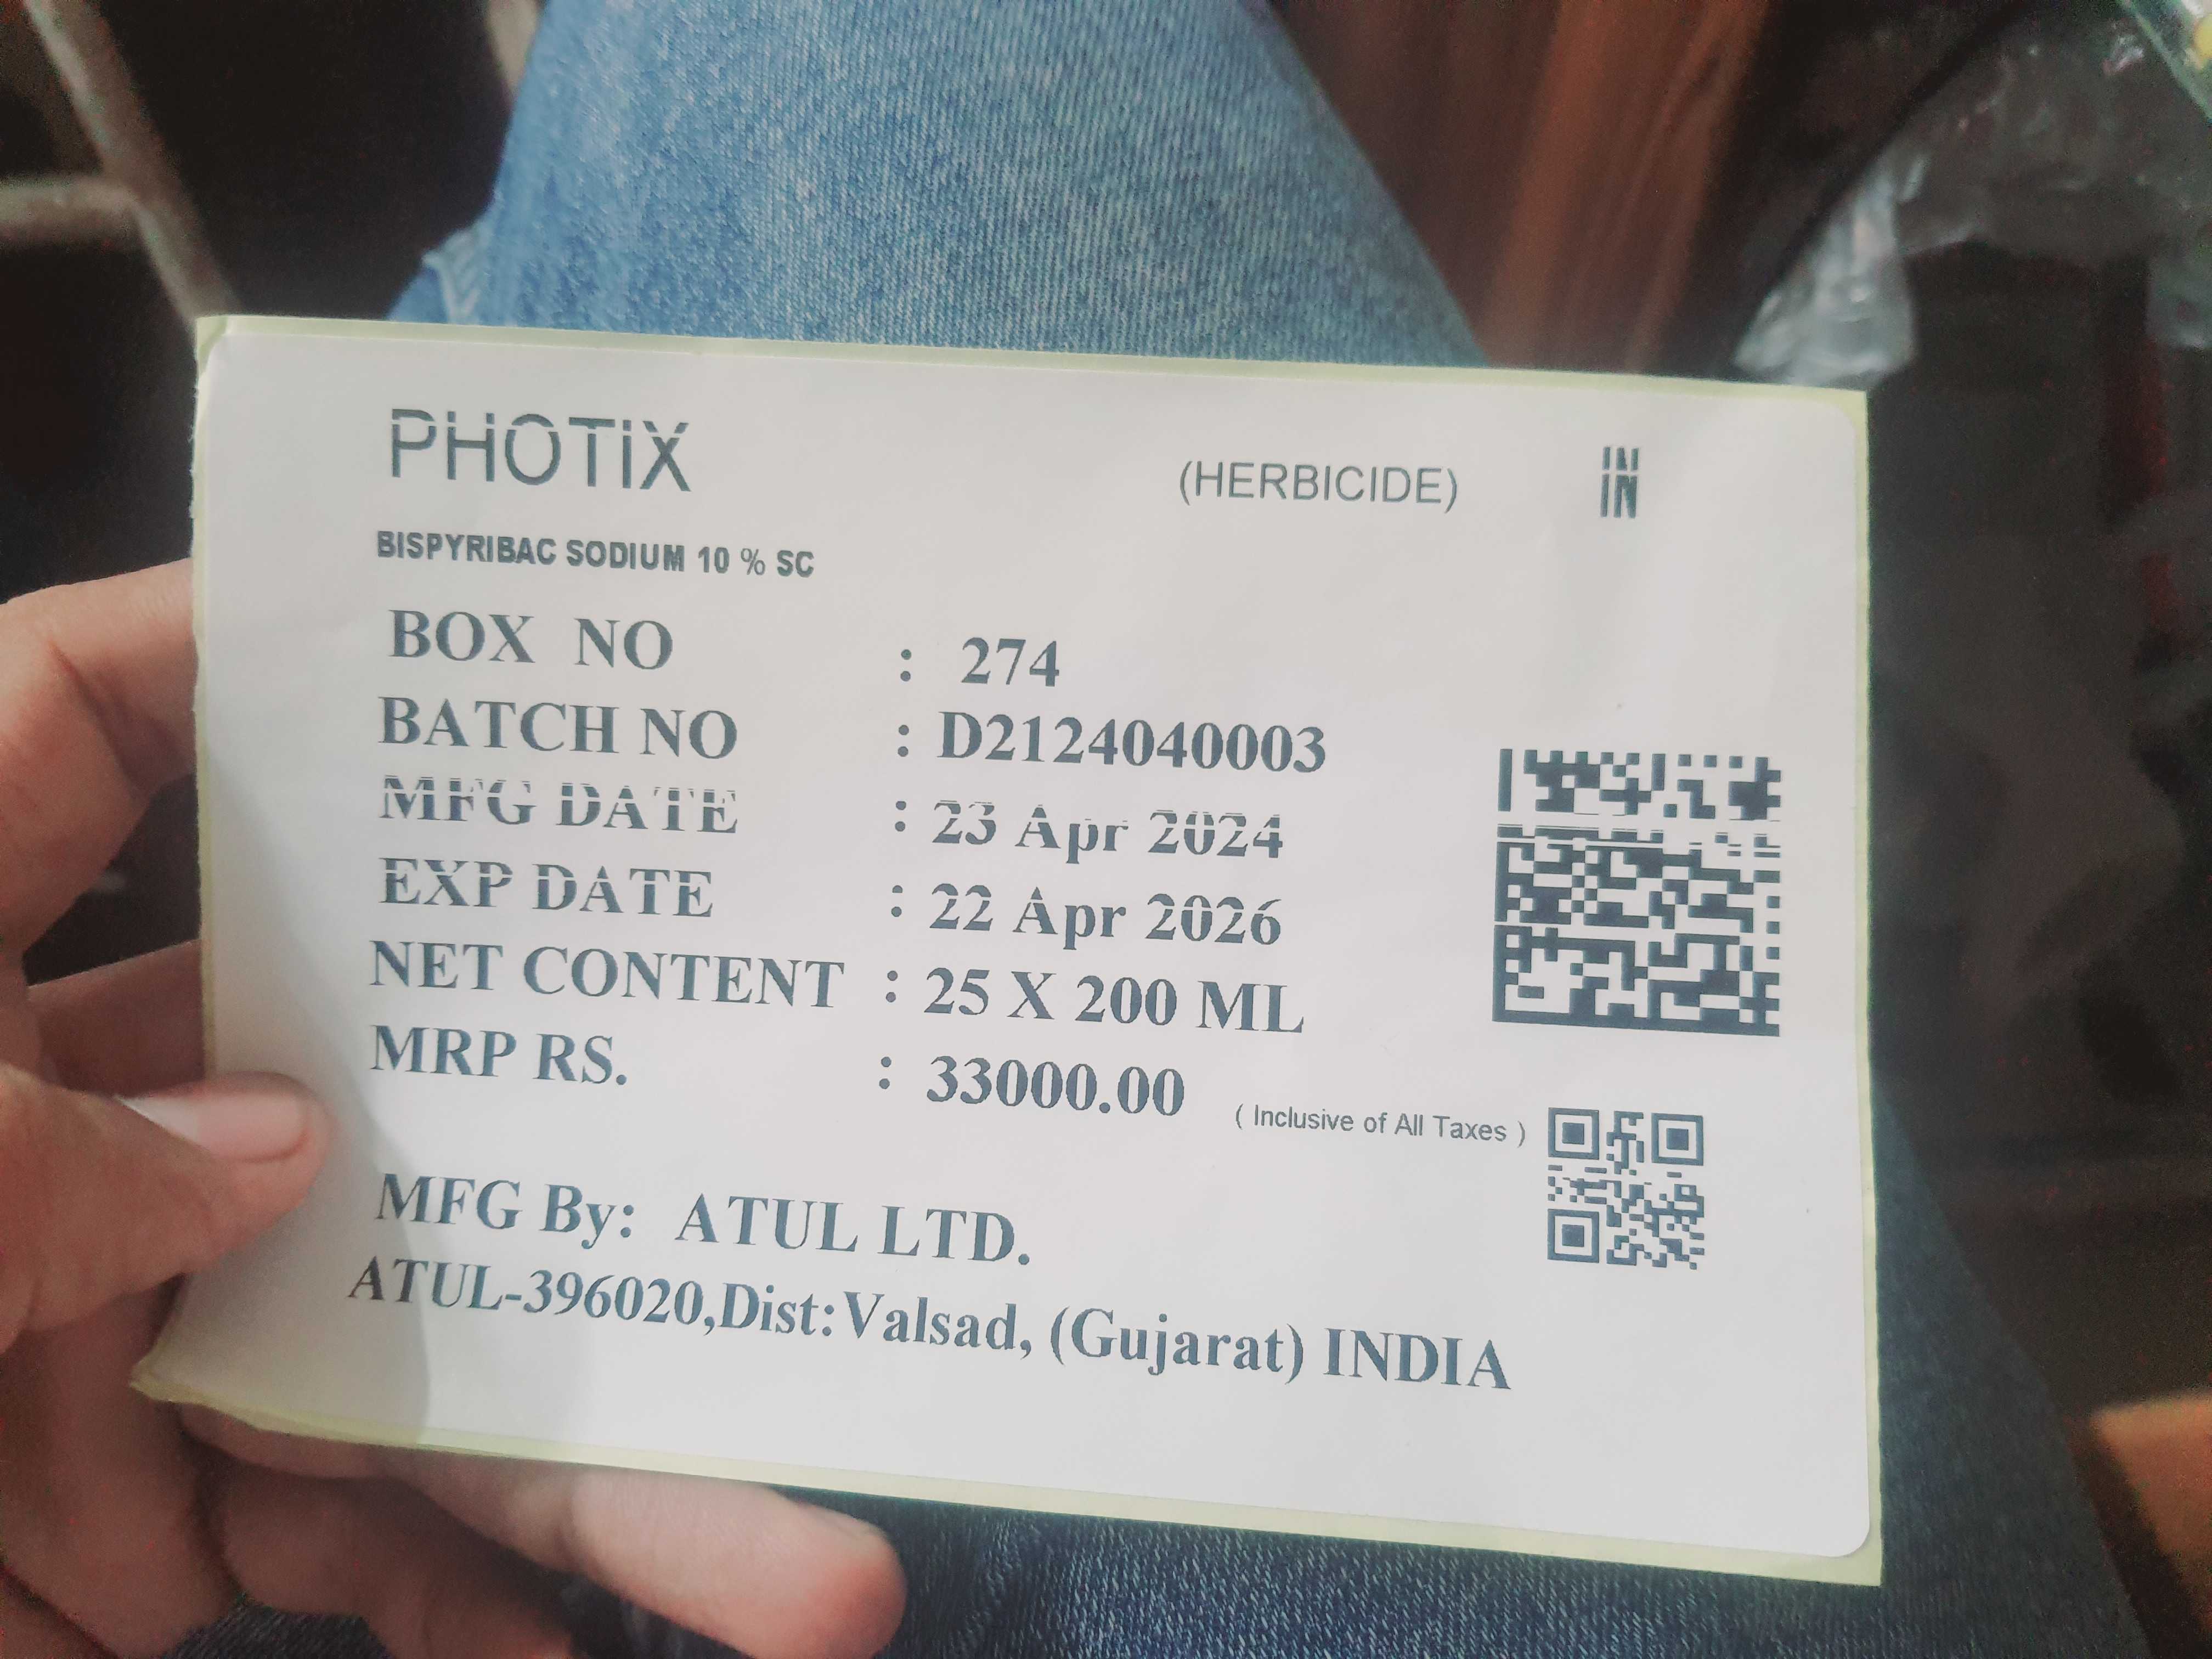 PHOTiX (HERBICIDE) IN
IN
BISPYRIBAC SODIUM 10 % SC
BOX NO : 274
BATCH NO : D2124040003
MFG DATE : 23 Apr 2024
EXP DATE : 22 Apr 2026
NET CONTENT : 25 X 200 ML
MRP RS. : 33000.00 ( Inclusive of All Taxes )
MFG By: ATUL LTD.
ATUL-396020,Dist:Valsad, (Gujarat) INDIA